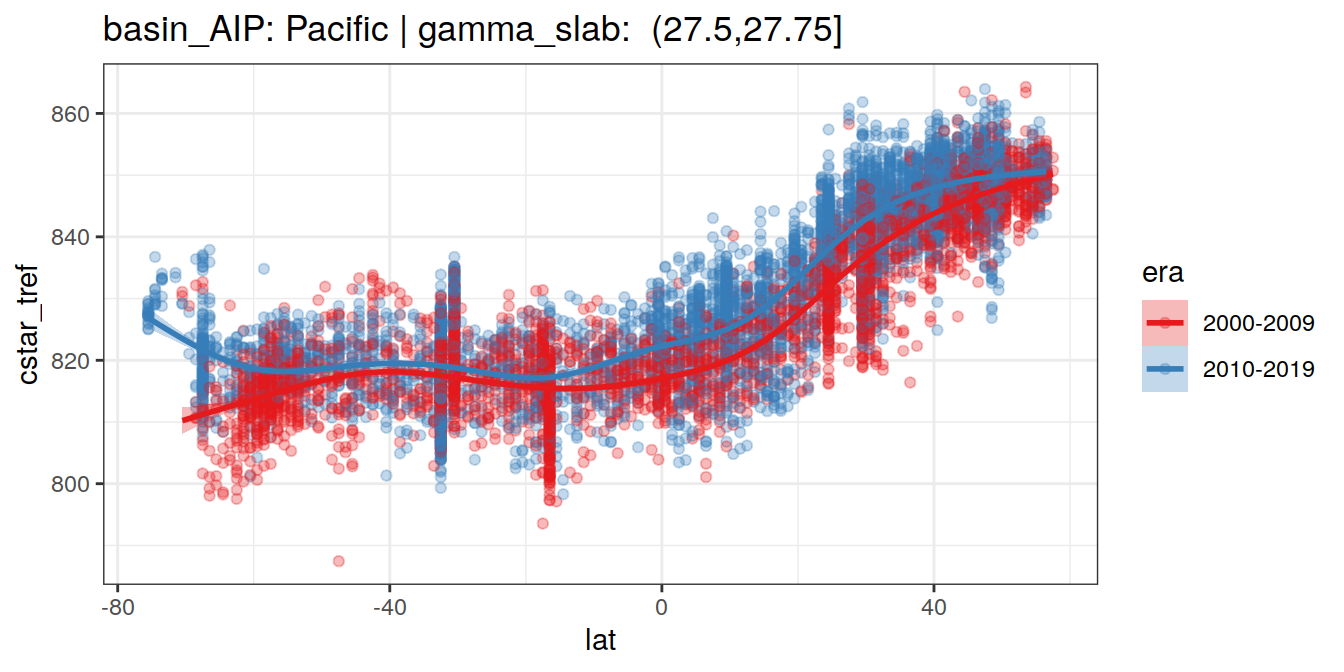 basin_AIP: Pacific | gamma_slab:  (27.5,27.75]
860
840
820
800
cstar_tref
-80
-40
0
40
lat
era
2000-2009
2010-2019